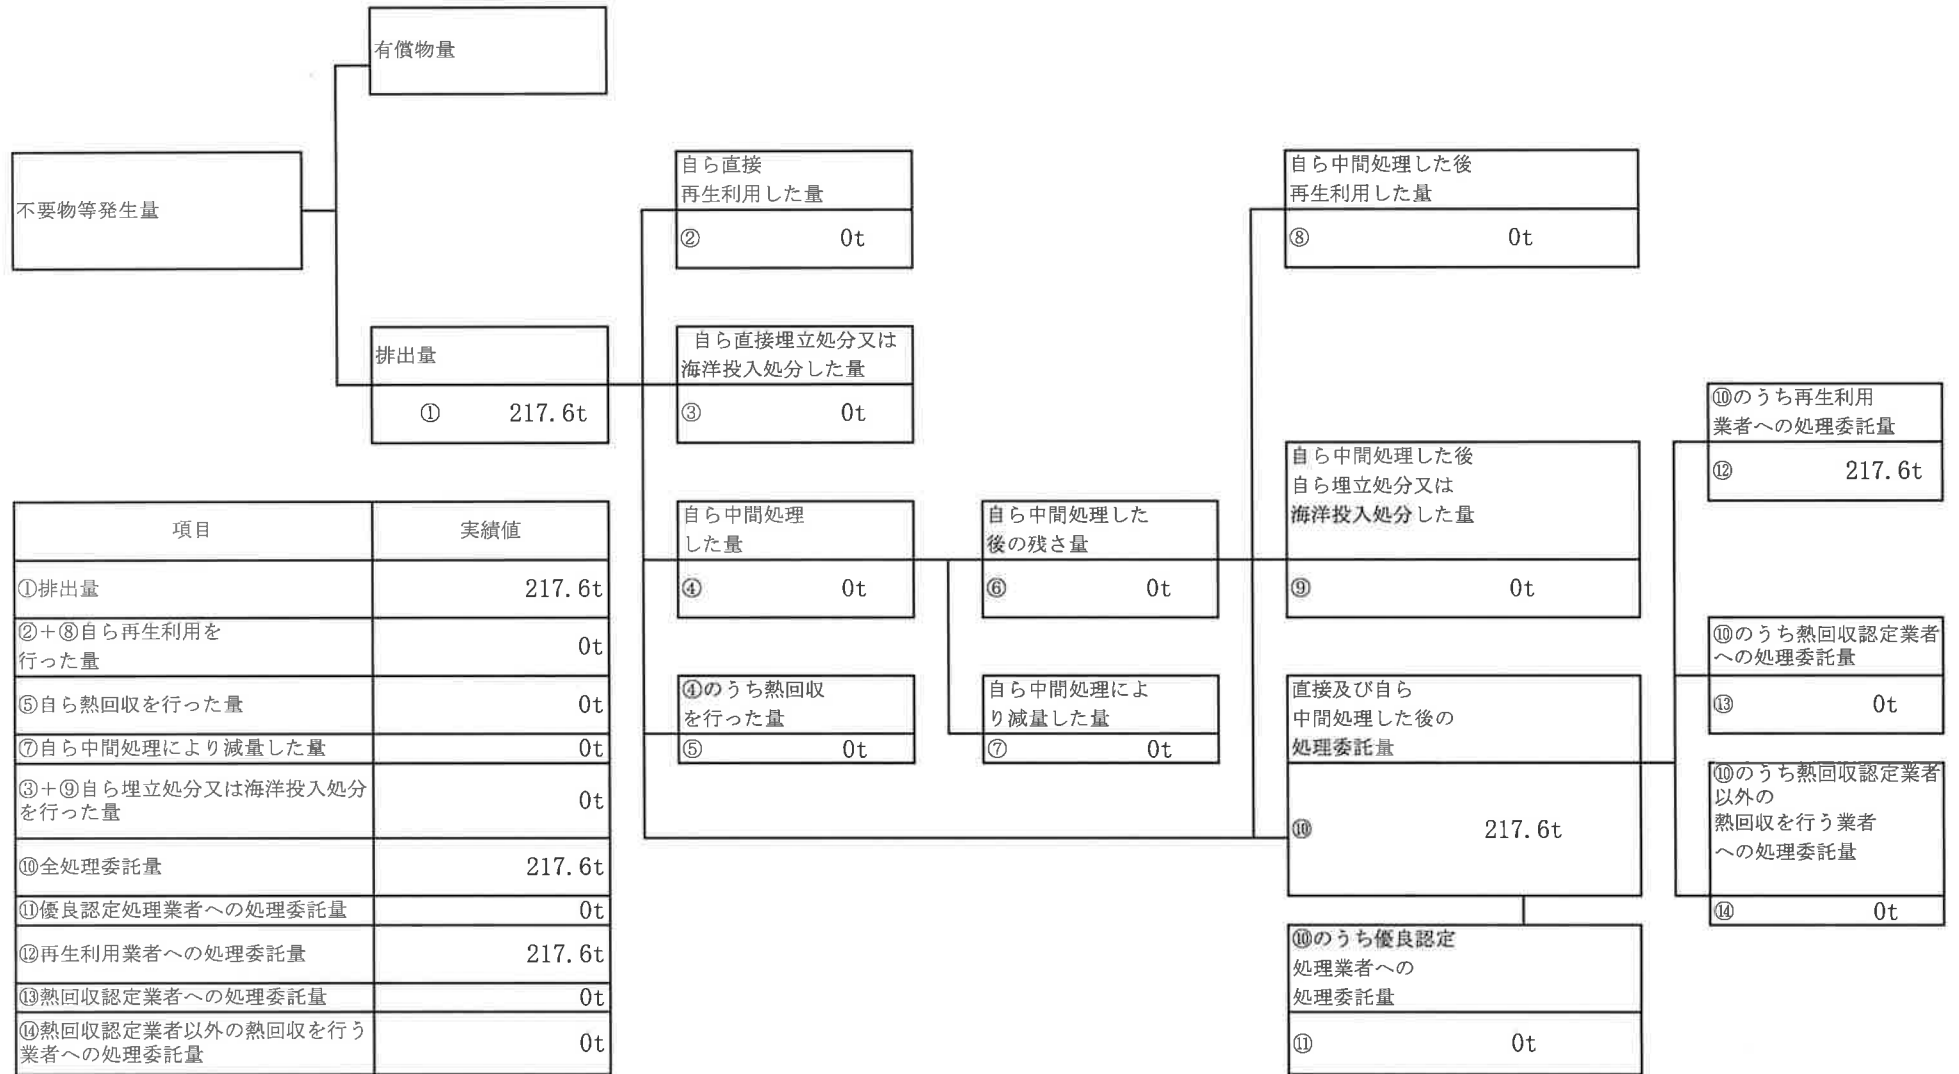 有償物量
不要物等発生量
排出量
① 217.6t
自ら直接
再生利用した量
② 0t
自ら直接埋立処分又は
海洋投入処分した量
③ 0t
自ら中間処理
した量
④ 0t
④のうち熱回収
を行った量
⑤ 0t
自ら中間処理した
後の残さ量
⑥ 0t
自ら中間処理によ
り減量した量
⑦ 0t
自ら中間処理した後
再生利用した量
⑧ 0t
自ら中間処理した後
自ら埋立処分又は
海洋投入処分した量
⑨ 0t
直接及び自ら
中間処理した後の
処理委託量
⑩ 217.6t
⑩のうち優良認定
処理業者への
処理委託量
⑪ 0t
⑩のうち再生利用
業者への処理委託量
⑫ 217.6t
⑩のうち熱回収認定業者
への処理委託量
⑬ 0t
⑩のうち熱回収認定業者
以外の
熱回収を行う業者
への処理委託量
⑭ 0t
項目 実績値
①排出量 217.6t
②+⑧自ら再生利用を
行った量 0t
⑤自ら熱回収を行った量 0t
⑦自ら中間処理により減量した量 0t
③+⑨自ら埋立処分又は海洋投入処分
を行った量 0t
⑩全処理委託量 217.6t
⑪優良認定処理業者への処理委託量 0t
⑫再生利用業者への処理委託量 217.6t
⑬熱回収認定業者への処理委託量 0t
⑭熱回収認定業者以外の熱回収を行う
業者への処理委託量 0t